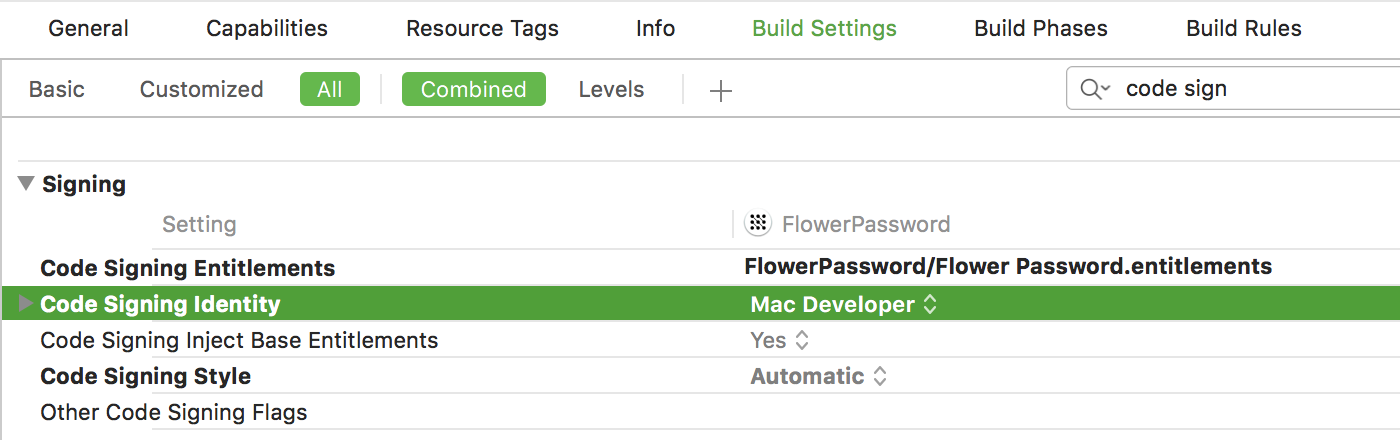 General Capabilities Resource Tags Info Build Settings Build Phases Build Rules
Basic Customized All Combined Levels + code sign
Signing
Setting FlowerPassword
Code Signing Entitlements FlowerPassword/Flower Password.entitlements
Code Signing Identity Mac Developer
Code Signing Inject Base Entitlements Yes
Code Signing Style Automatic
Other Code Signing Flags